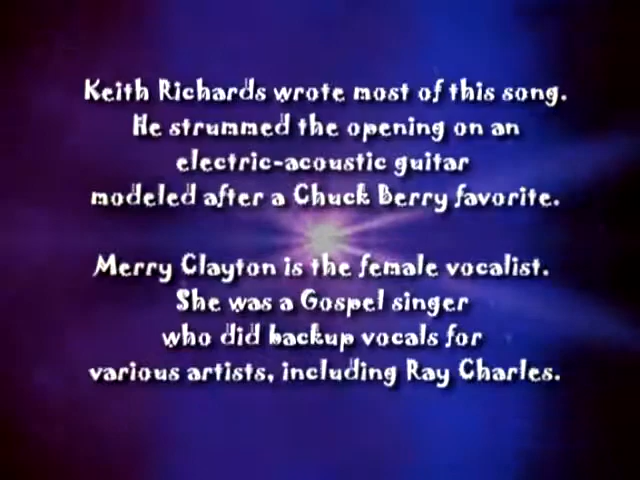 Keith Richards wrote most of this song.
He strummed the opening on an
electric-acoustic guitar
modeled after a Chuck Berry favorite.
Merry Clayton is the female vocalist.
She was a Gospel singer
who did backup vocals for
various artists, including Ray Charles.